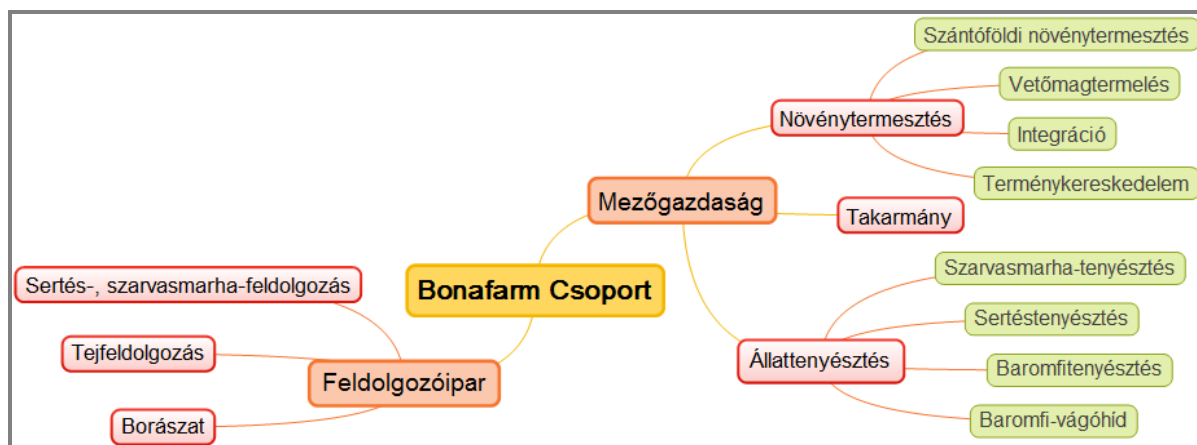 Szántóföldi növénytermesztés
Vetőmagtermelés
Növénytermesztés
Integráció
Terménykereskedelem
Mezőgazdaság
Takarmány
Szarvasmarha-tenyésztés
Sertés-, szarvasmarha-feldolgozás
Bonafarm Csoport
Sertéstenyésztés
Tejfeldolgozás
Állattenyésztés
Baromfitenyésztés
Feldolgozóipar
Borászat
Baromfi-vágóhíd